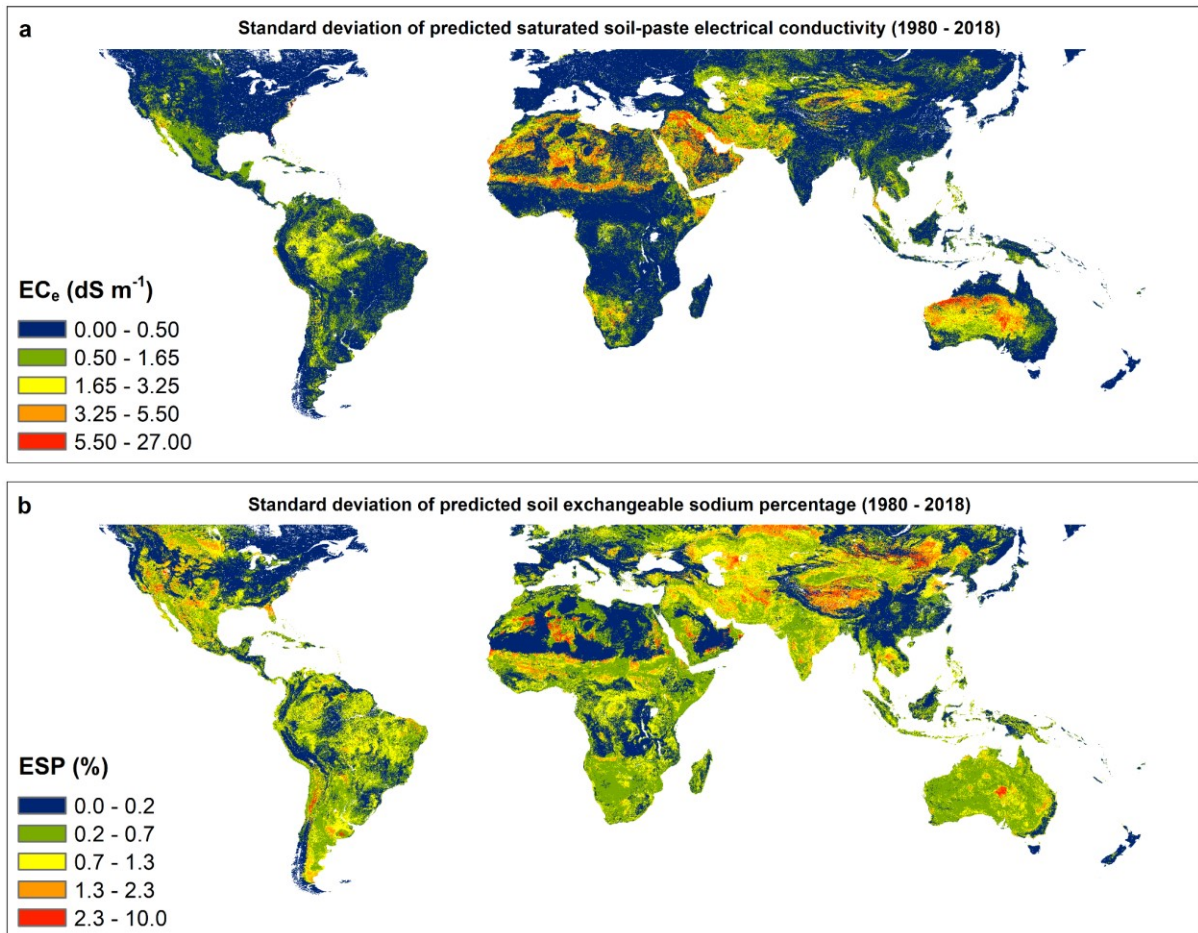 a
Standard deviation of predicted saturated soil-paste electrical conductivity (1980 - 2018)
ECₑ (dS m⁻¹)
0.00 - 0.50
0.50 - 1.65
1.65 - 3.25
3.25 - 5.50
5.50 - 27.00
b
Standard deviation of predicted soil exchangeable sodium percentage (1980 - 2018)
ESP (%)
0.0 - 0.2
0.2 - 0.7
0.7 - 1.3
1.3 - 2.3
2.3 - 10.0